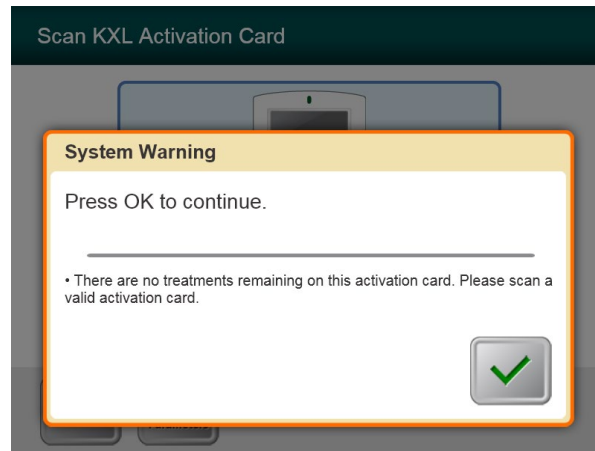 Scan KXL Activation Card
System Warning
Press OK to continue.
• There are no treatments remaining on this activation card. Please scan a
valid activation card.